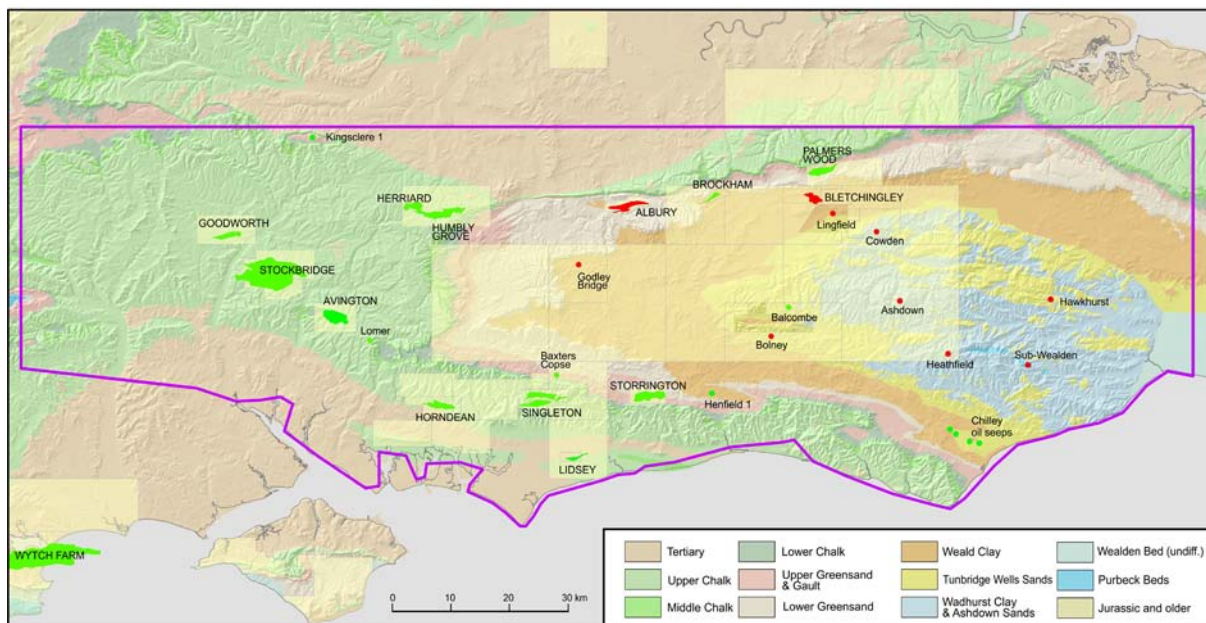 Kingsclere 1
PALMERS
WOOD
BROCKHAM
HERRIARD
BLETCHINGLEY
ALBURY
Lingfield
GOODWORTH
HUMBLY
GROVE
Cowden
STOCKBRIDGE
Godley
Bridge
AVINGTON
Hawkhurst
Ashdown
Balcombe
Lomer
Bolney
Baxters
Copse
Heathfield
Sub-Wealden
STORRINGTON
HORNDEAN
SINGLETON
Henfield 1
Chilley
oil seeps
LIDSEY
WYTCH FARM
0 10 20 30 km
Tertiary
Lower Chalk
Weald Clay
Wealden Bed (undiff.)
Upper Chalk
Upper Greensand
& Gault
Tunbridge Wells Sands
Purbeck Beds
Middle Chalk
Lower Greensand
Wadhurst Clay
& Ashdown Sands
Jurassic and older